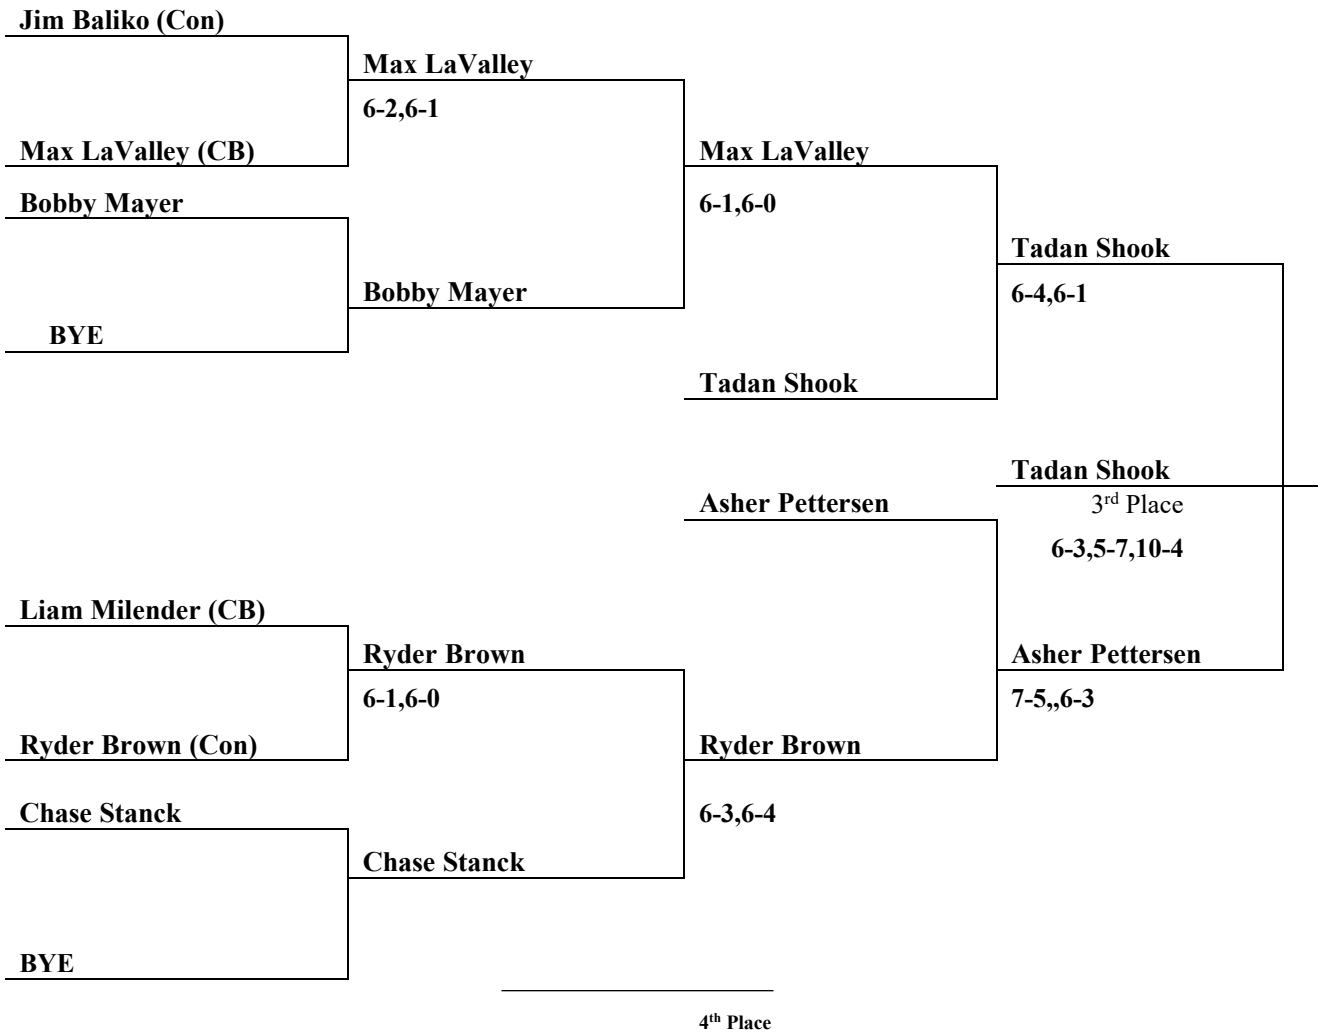 Jim Baliko (Con)
Max LaValley
6-2,6-1
Max LaValley (CB)
Max LaValley
Bobby Mayer
6-1,6-0
Tadan Shook
Bobby Mayer
6-4,6-1
BYE
Tadan Shook
Tadan Shook
Asher Pettersen
3rd Place
6-3,5-7,10-4
Liam Milender (CB)
Ryder Brown
Asher Pettersen
6-1,6-0
7-5,,6-3
Ryder Brown (Con)
Ryder Brown
Chase Stanck
6-3,6-4
Chase Stanck
BYE
4th Place